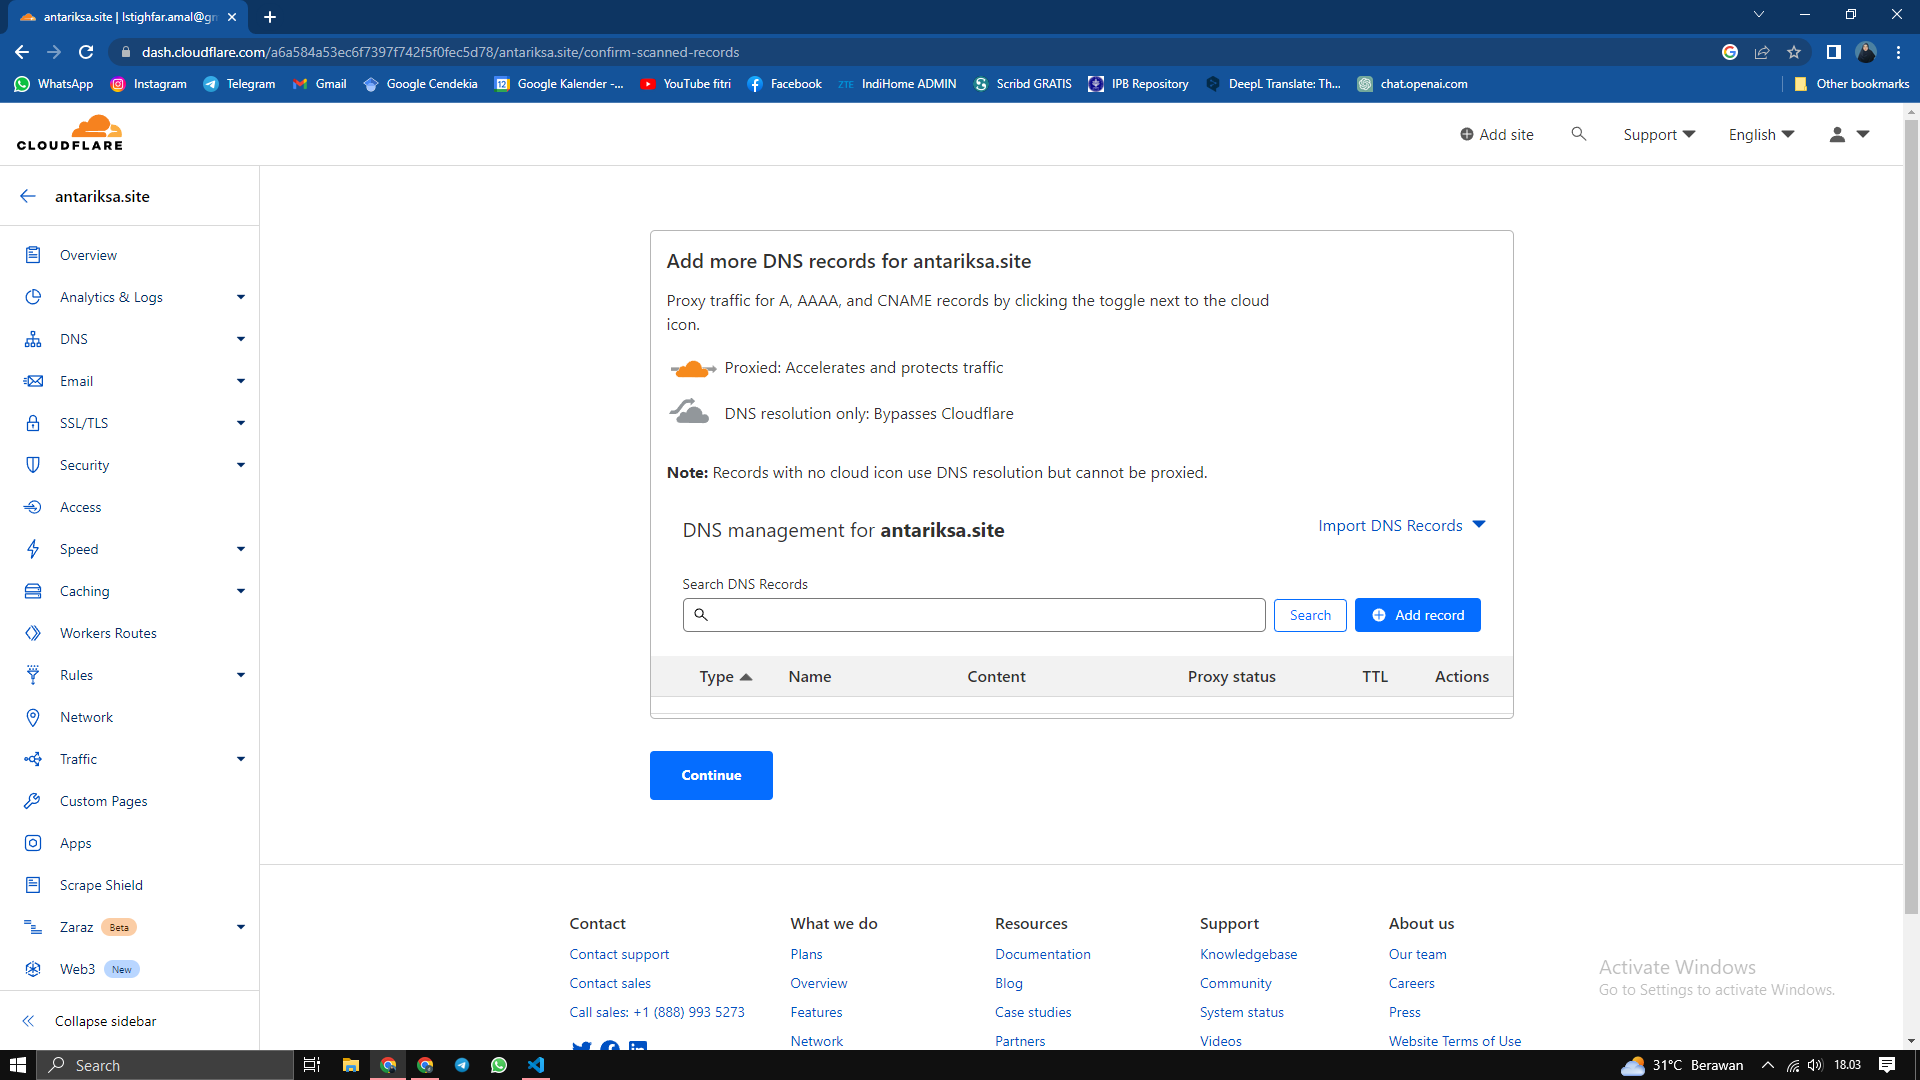 antariksa.site | Istighfar.amal@gm
dash.cloudflare.com/a6a584a53ec6f7397f742f5f0fec5d78/antariksa.site/confirm-scanned-records
WhatsApp Instagram Telegram Gmail Google Cendekia Google Kalender -... YouTube fitri Facebook ZTE IndiHome ADMIN Scribd GRATIS IPB Repository DeepL Translate: Th... chat.openai.com Other bookmarks
CLOUDFLARE
Add site Support English
antariksa.site
Overview
Analytics & Logs
DNS
Email
SSL/TLS
Security
Access
Speed
Caching
Workers Routes
Rules
Network
Traffic
Custom Pages
Apps
Scrape Shield
Zaraz Beta
Web3 New
Collapse sidebar
Add more DNS records for antariksa.site
Proxy traffic for A, AAAA, and CNAME records by clicking the toggle next to the cloud
icon.
Proxied: Accelerates and protects traffic
DNS resolution only: Bypasses Cloudflare
Note: Records with no cloud icon use DNS resolution but cannot be proxied.
DNS management for antariksa.site
Import DNS Records
Search DNS Records
Search Add record
Type Name Content Proxy status TTL Actions
Continue
Contact
Contact support
Contact sales
Call sales: +1 (888) 993 5273
What we do
Plans
Overview
Features
Network
Resources
Documentation
Blog
Case studies
Partners
Support
Knowledgebase
Community
System status
Videos
About us
Our team
Careers
Press
Website Terms of Use
Activate Windows
Go to Settings to activate Windows.
Search
31°C Berawan 18.03